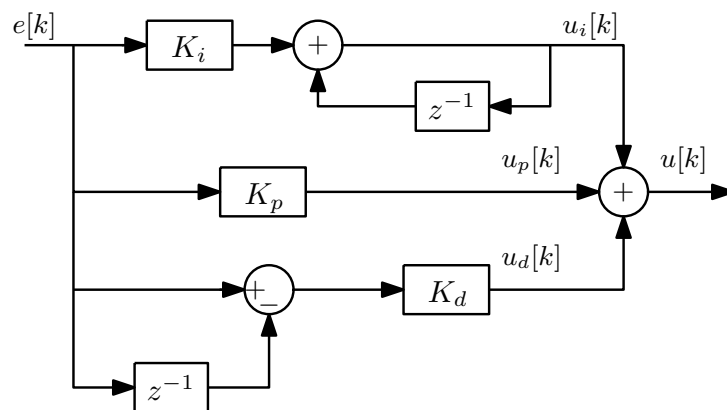 e[k] u_i[k]
K_i +
z^{-1}
u_p[k] u[k]
K_p +
u_d[k]
+ − K_d
z^{-1}